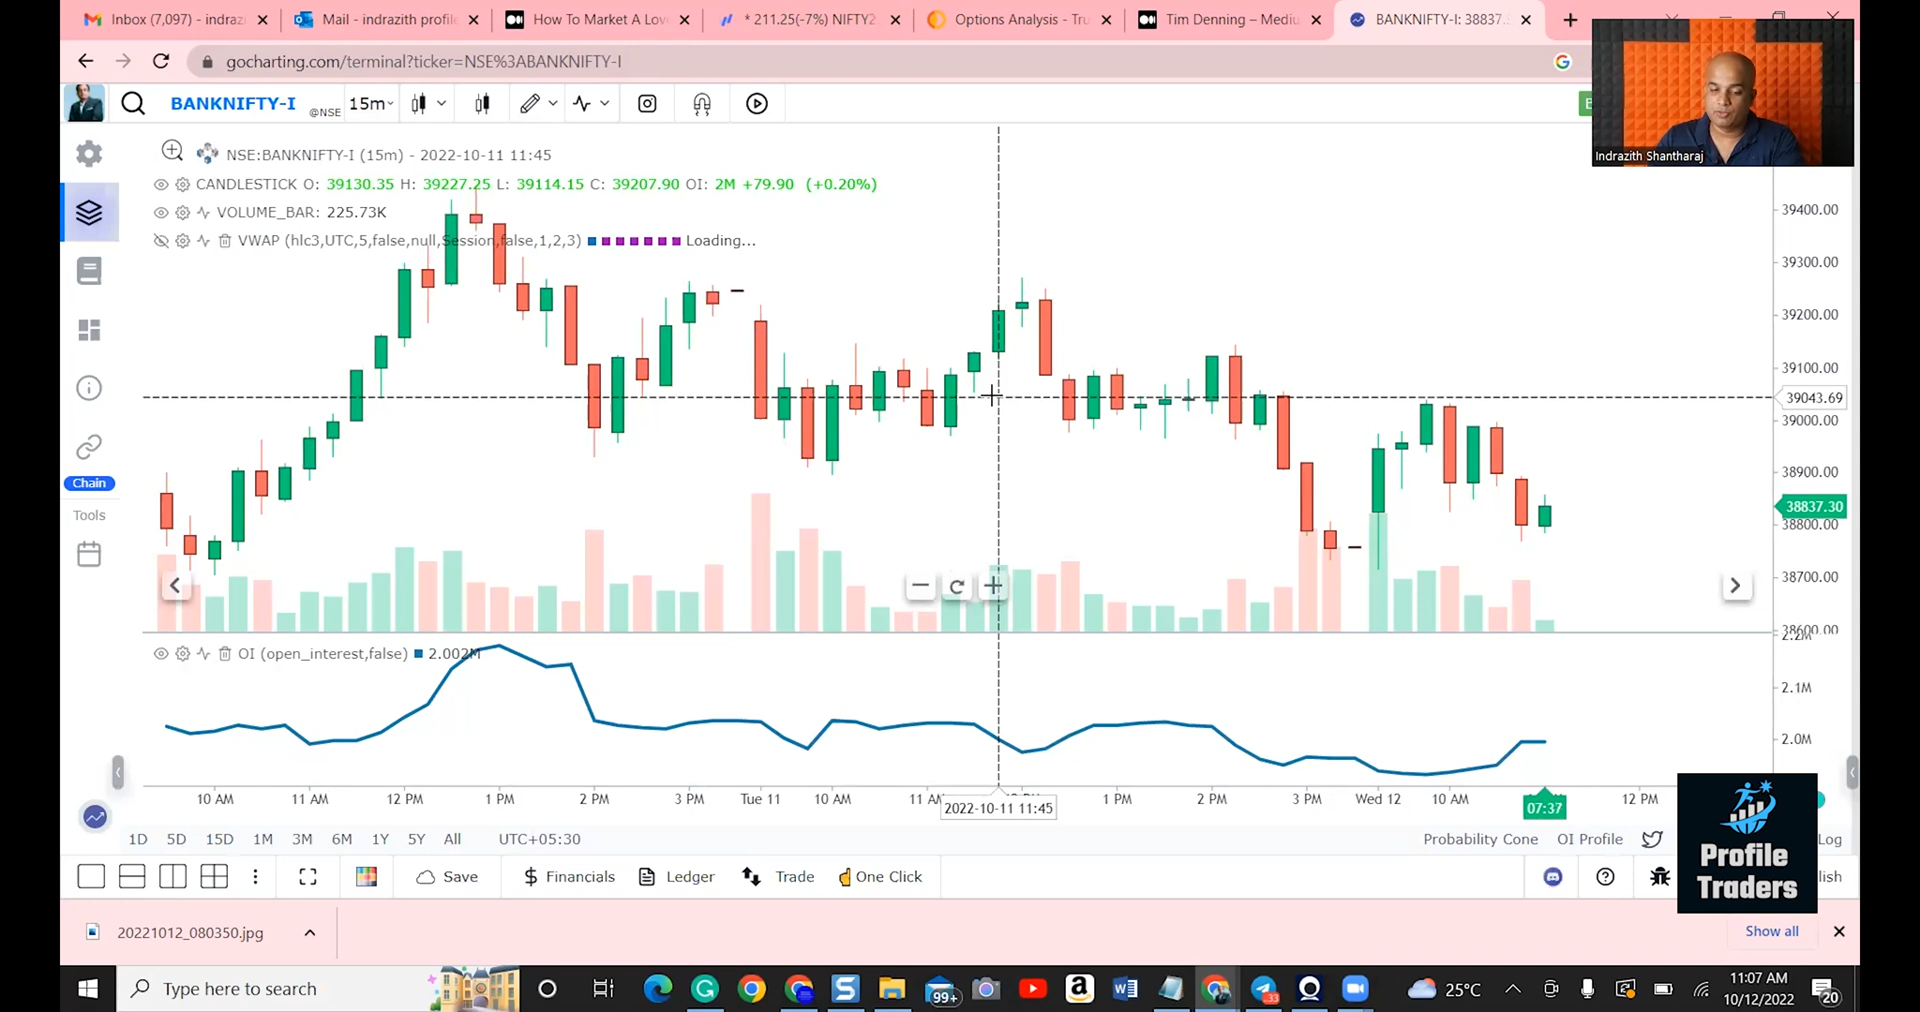 Inbox (7,097) - indraz
Mail - indrazith profile
How To Market A Lov
* 211.25(-7%) NIFTY2
Options Analysis - Tru
Tim Denning – Mediu
BANKNIFTY-I: 38837.
gocharting.com/terminal?ticker=NSE%3ABANKNIFTY-I
BANKNIFTY-I @NSE 15m
Indrazith Shantharaj
NSE:BANKNIFTY-I (15m) - 2022-10-11 11:45
CANDLESTICK O: 39130.35 H: 39227.25 L: 39114.15 C: 39207.90 OI: 2M +79.90 (+0.20%)
VOLUME_BAR: 225.73K
VWAP (hlc3,UTC,5,false,null,Session,false,1,2,3) Loading...
39400.00
39300.00
39200.00
39100.00
39043.69
39000.00
38900.00
38837.30
38800.00
38700.00
38600.00
Chain
Tools
OI (open_interest,false) 2.002M
2.2M
2.1M
2.0M
10 AM 11 AM 12 PM 1 PM 2 PM 3 PM Tue 11 10 AM 11 AM 2022-10-11 11:45 1 PM 2 PM 3 PM Wed 12 10 AM 07:37 12 PM
1D 5D 15D 1M 3M 6M 1Y 5Y All UTC+05:30 Probability Cone OI Profile Log
Save Financials Ledger Trade One Click lish
Profile
Traders
20221012_080350.jpg
Show all
Type here to search
99+
33
25°C
11:07 AM
10/12/2022
20